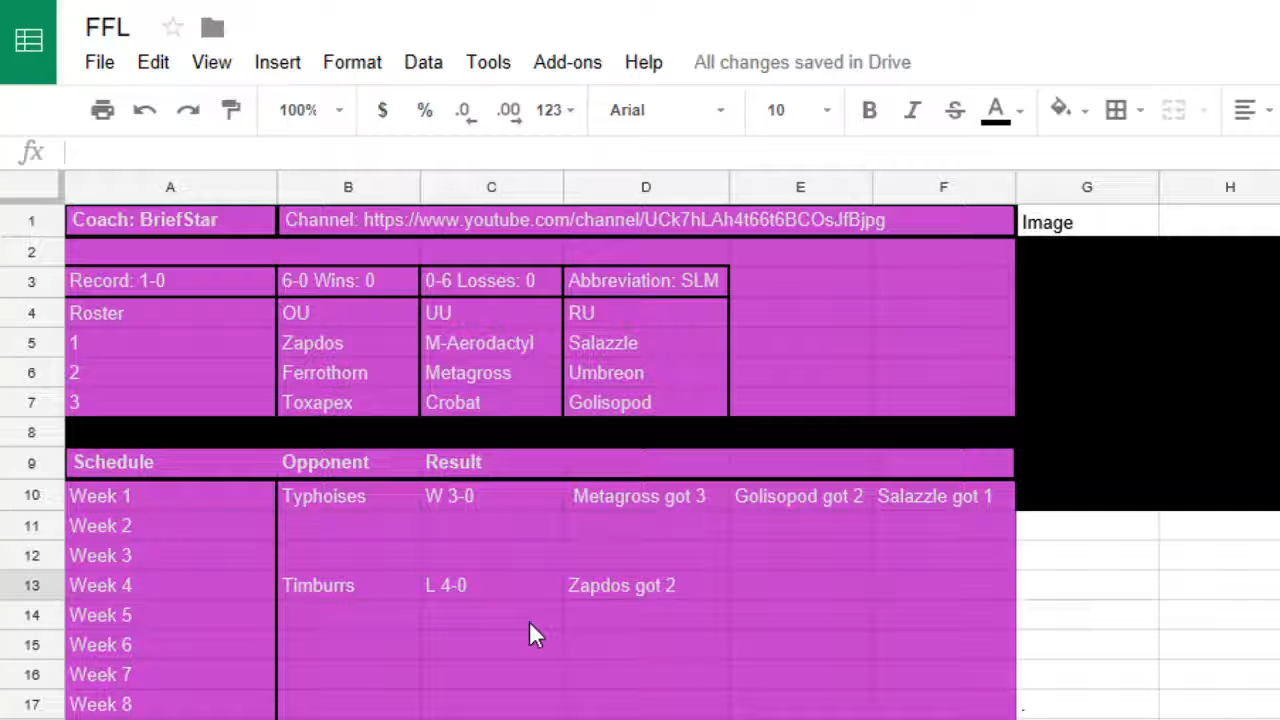 FFL
File Edit View Insert Format Data Tools Add-ons Help All changes saved in Drive
100% $ % .0 .00 123 Arial 10 B I S A
fx
A B C D E F G H
1 Coach: BriefStar Channel: https://www.youtube.com/channel/UCk7hLAh4t66t6BCOsJfBjpg Image
2
3 Record: 1-0 6-0 Wins: 0 0-6 Losses: 0 Abbreviation: SLM
4 Roster OU UU RU
5 1 Zapdos M-Aerodactyl Salazzle
6 2 Ferrothorn Metagross Umbreon
7 3 Toxapex Crobat Golisopod
8
9 Schedule Opponent Result
10 Week 1 Typhoises W 3-0 Metagross got 3 Golisopod got 2 Salazzle got 1
11 Week 2
12 Week 3
13 Week 4 Timburrs L 4-0 Zapdos got 2
14 Week 5
15 Week 6
16 Week 7
17 Week 8 .